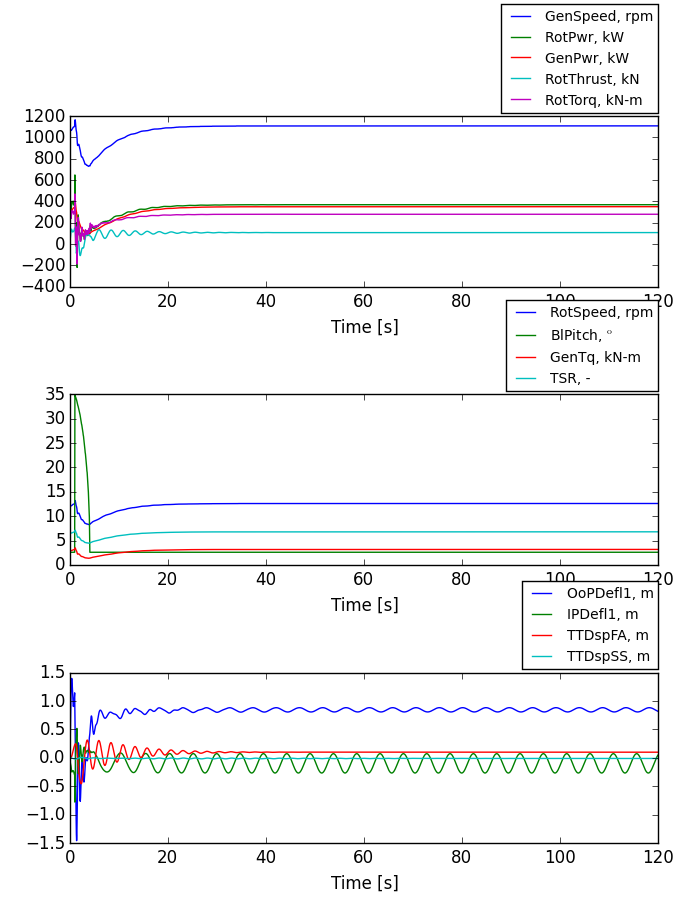 GenSpeed, rpm
RotPwr, kW
GenPwr, kW
RotThrust, kN
RotTorq, kN-m
1200
1000
800
600
400
200
0
−200
−400
0 20 40 60 80 100 120
Time [s]
RotSpeed, rpm
BlPitch, °
GenTq, kN-m
TSR, -
35
30
25
20
15
10
5
0
0 20 40 60 80 100 120
Time [s]
OoPDefl1, m
IPDefl1, m
TTDspFA, m
TTDspSS, m
1.5
1.0
0.5
0.0
−0.5
−1.0
−1.5
0 20 40 60 80 100 120
Time [s]